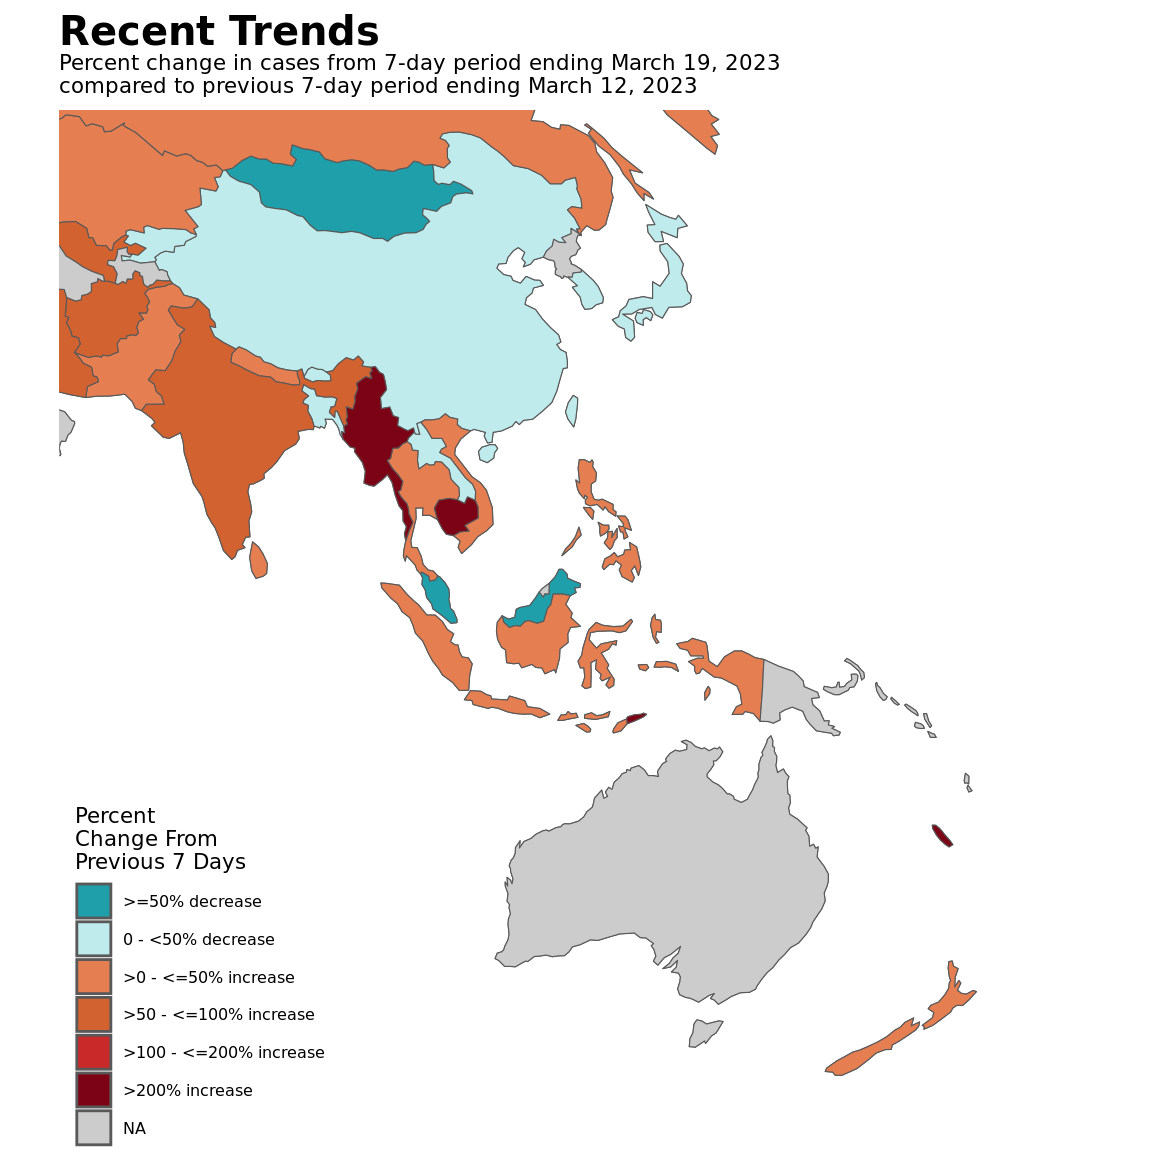 Recent Trends
Percent change in cases from 7-day period ending March 19, 2023
compared to previous 7-day period ending March 12, 2023
Percent
Change From
Previous 7 Days
>=50% decrease
0 - <50% decrease
>0 - <=50% increase
>50 - <=100% increase
>100 - <=200% increase
>200% increase
NA